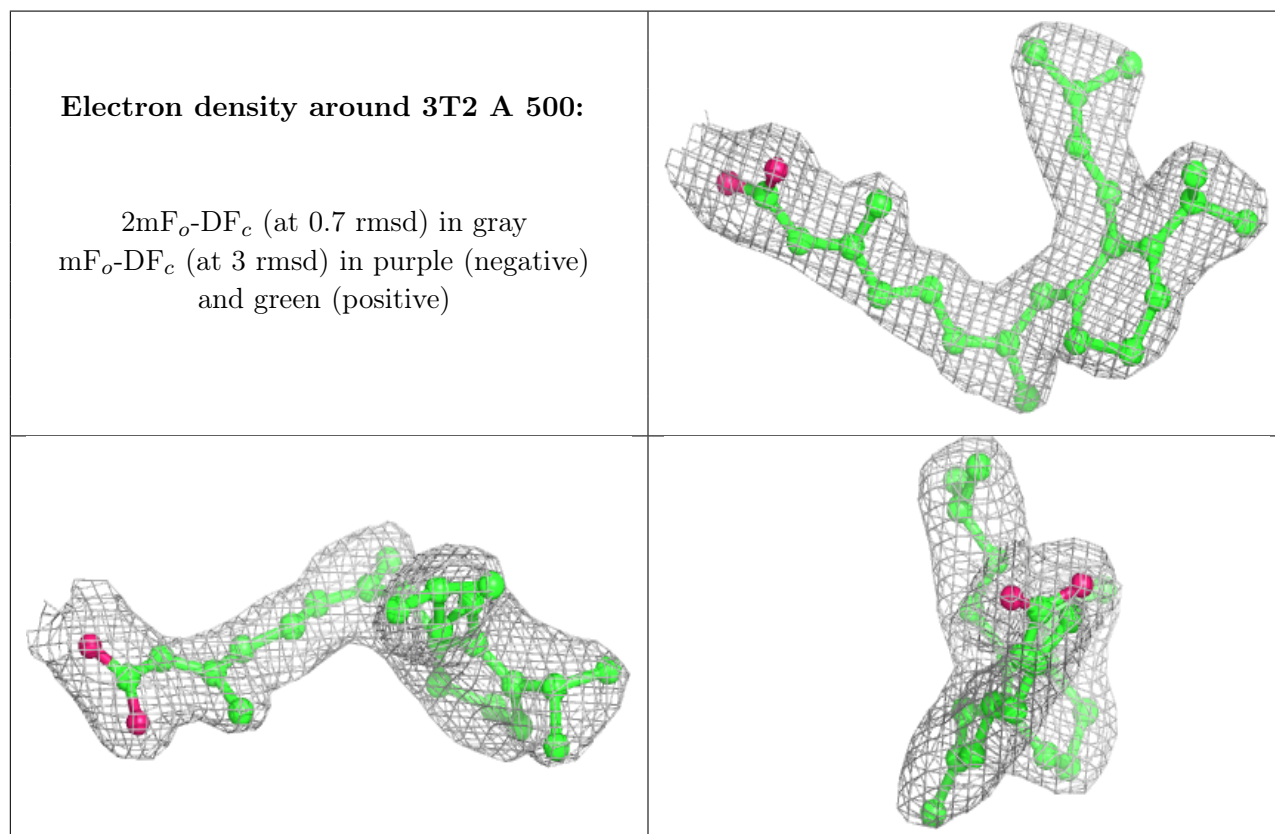 Electron density around 3T2 A 500:
2mFo-DFc (at 0.7 rmsd) in gray
mFo-DFc (at 3 rmsd) in purple (negative)
and green (positive)